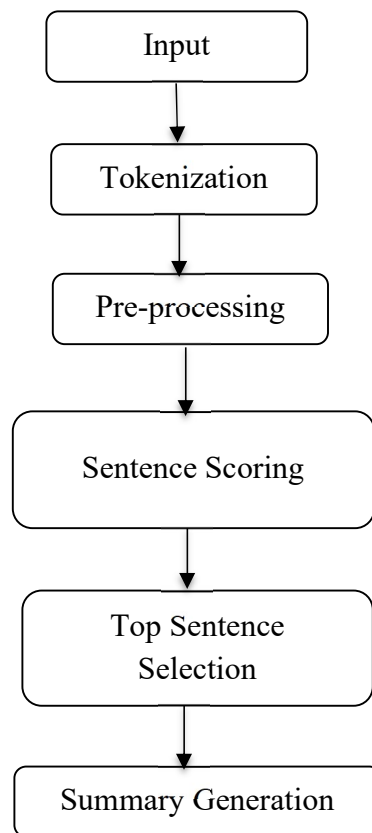 Input
Tokenization
Pre-processing
Sentence Scoring
Top Sentence
Selection
Summary Generation